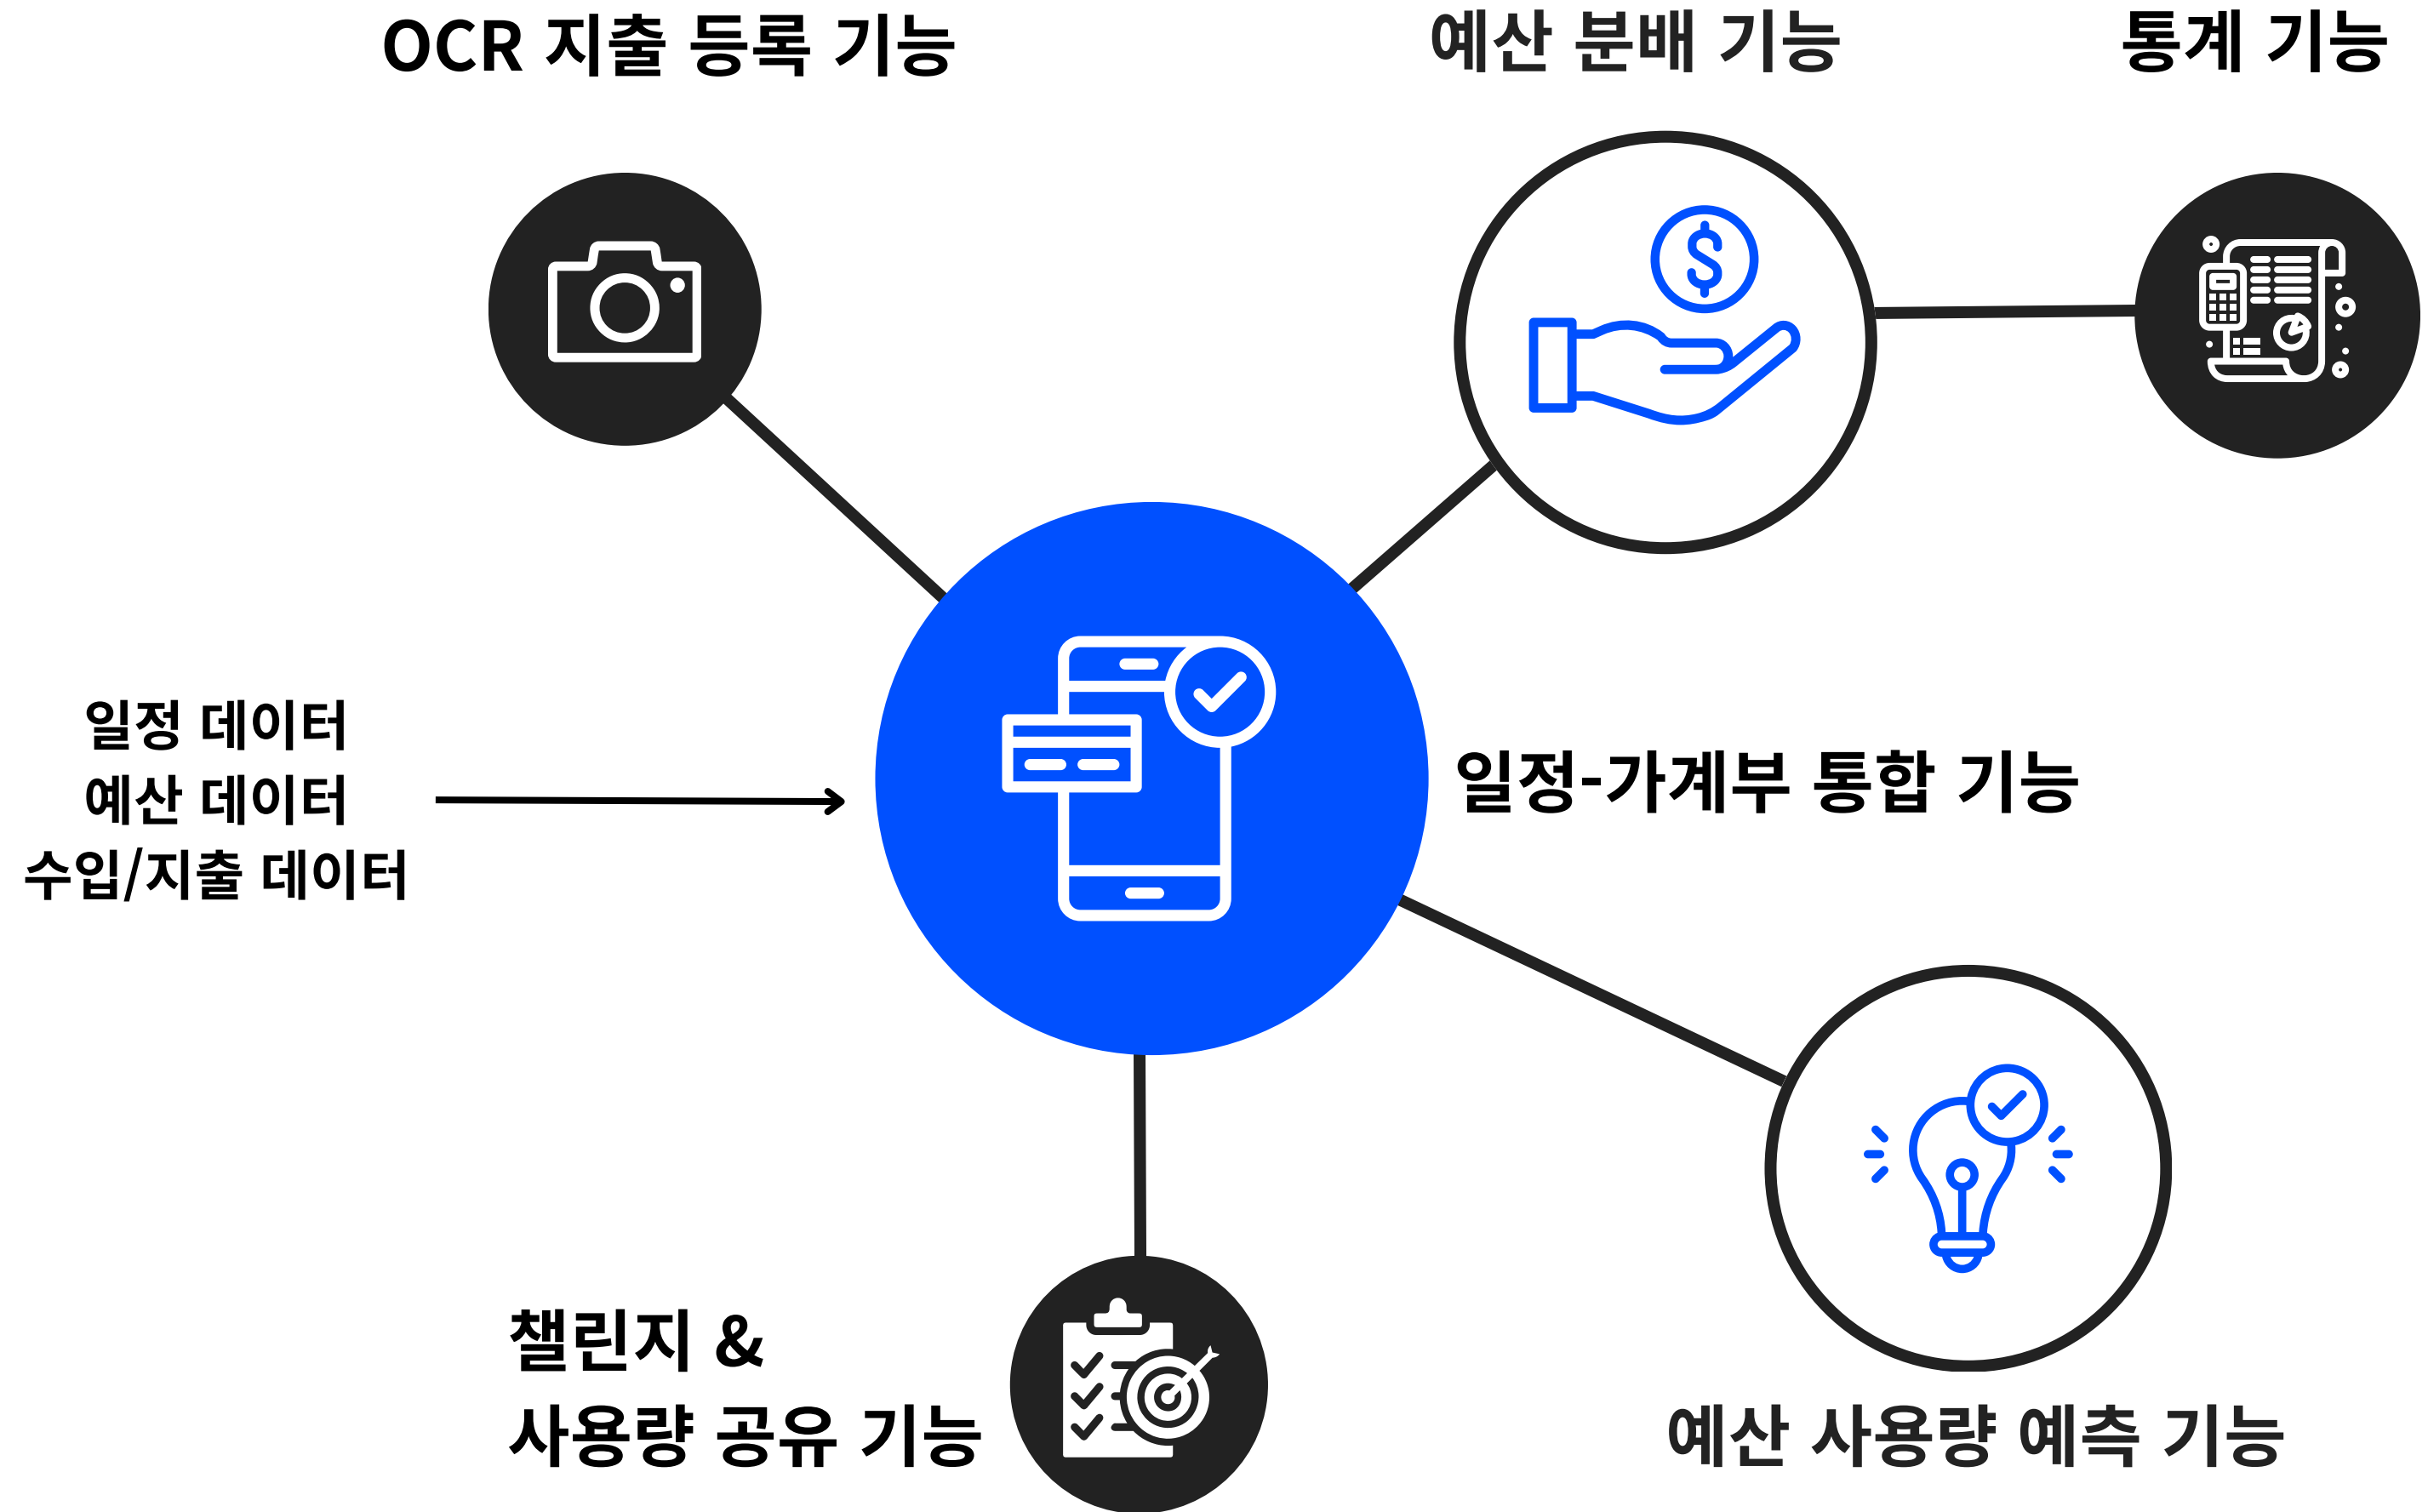 OCR 지출 등록 기능
예산 분배 기능
통계 기능
일정 데이터
예산 데이터
수입/지출 데이터
일정-가계부 통합 기능
챌린지 &
사용량 공유 기능
예산 사용량 예측 기능